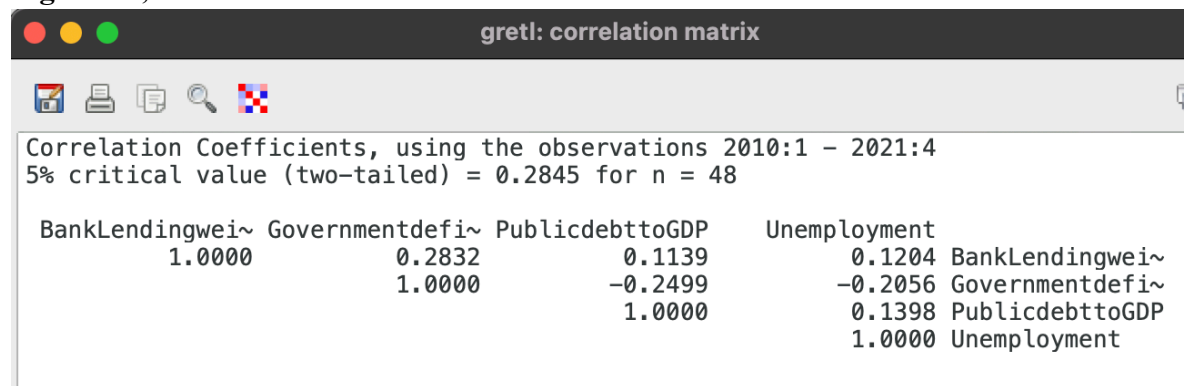 gretl: correlation matrix
Correlation Coefficients, using the observations 2010:1 – 2021:4
5% critical value (two-tailed) = 0.2845 for n = 48
BankLendingwei~ Governmentdefi~ PublicdebttoGDP Unemployment
1.0000 0.2832 0.1139 0.1204 BankLendingwei~
1.0000 -0.2499 -0.2056 Governmentdefi~
1.0000 0.1398 PublicdebttoGDP
1.0000 Unemployment